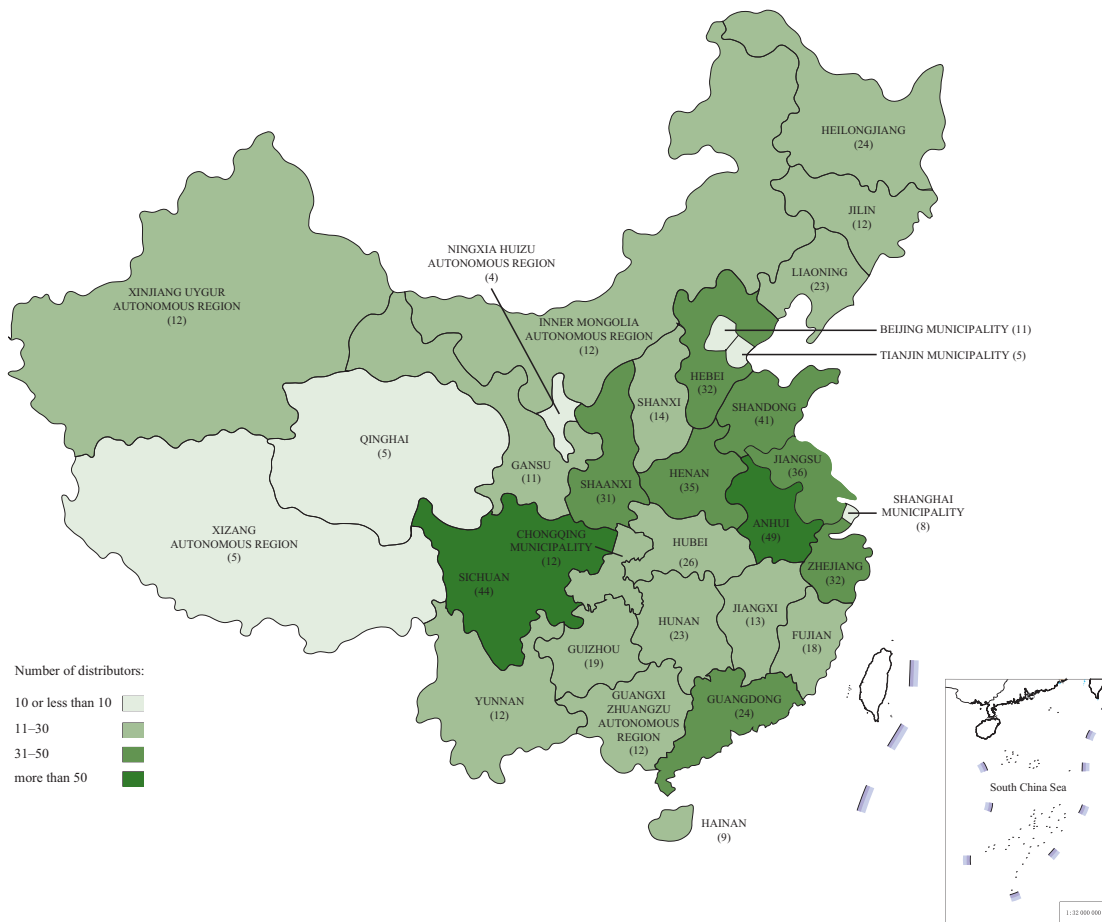 HEILONGJIANG
(24)
JILIN
(12)
LIAONING
(23)
NINGXIA HUIZU
AUTONOMOUS REGION
(4)
XINJIANG UYGUR
AUTONOMOUS REGION
(12)
INNER MONGOLIA
AUTONOMOUS REGION
(12)
BEIJING MUNICIPALITY (11)
TIANJIN MUNICIPALITY (5)
HEBEI
(32)
SHANXI
(14)
SHANDONG
(41)
QINGHAI
(5)
GANSU
(11)
SHAANXI
(31)
HENAN
(35)
JIANGSU
(36)
SHANGHAI
MUNICIPALITY
(8)
ANHUI
(49)
XIZANG
AUTONOMOUS REGION
(5)
CHONGQING
MUNICIPALITY
(12)
HUBEI
(26)
ZHEJIANG
(32)
SICHUAN
(44)
HUNAN
(23)
JIANGXI
(13)
FUJIAN
(18)
GUIZHOU
(19)
YUNNAN
(12)
GUANGXI
ZHUANGZU
AUTONOMOUS
REGION
(12)
GUANGDONG
(24)
HAINAN
(9)
Number of distributors:
10 or less than 10
11–30
31–50
more than 50
South China Sea
1:32 000 000